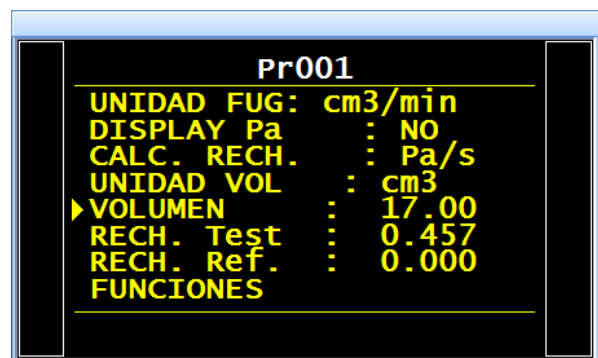 Pr001
UNIDAD FUG: cm3/min
DISPLAY Pa : NO
CALC. RECH. : Pa/s
UNIDAD VOL : cm3
VOLUMEN : 17.00
RECH. Test : 0.457
RECH. Ref. : 0.000
FUNCIONES